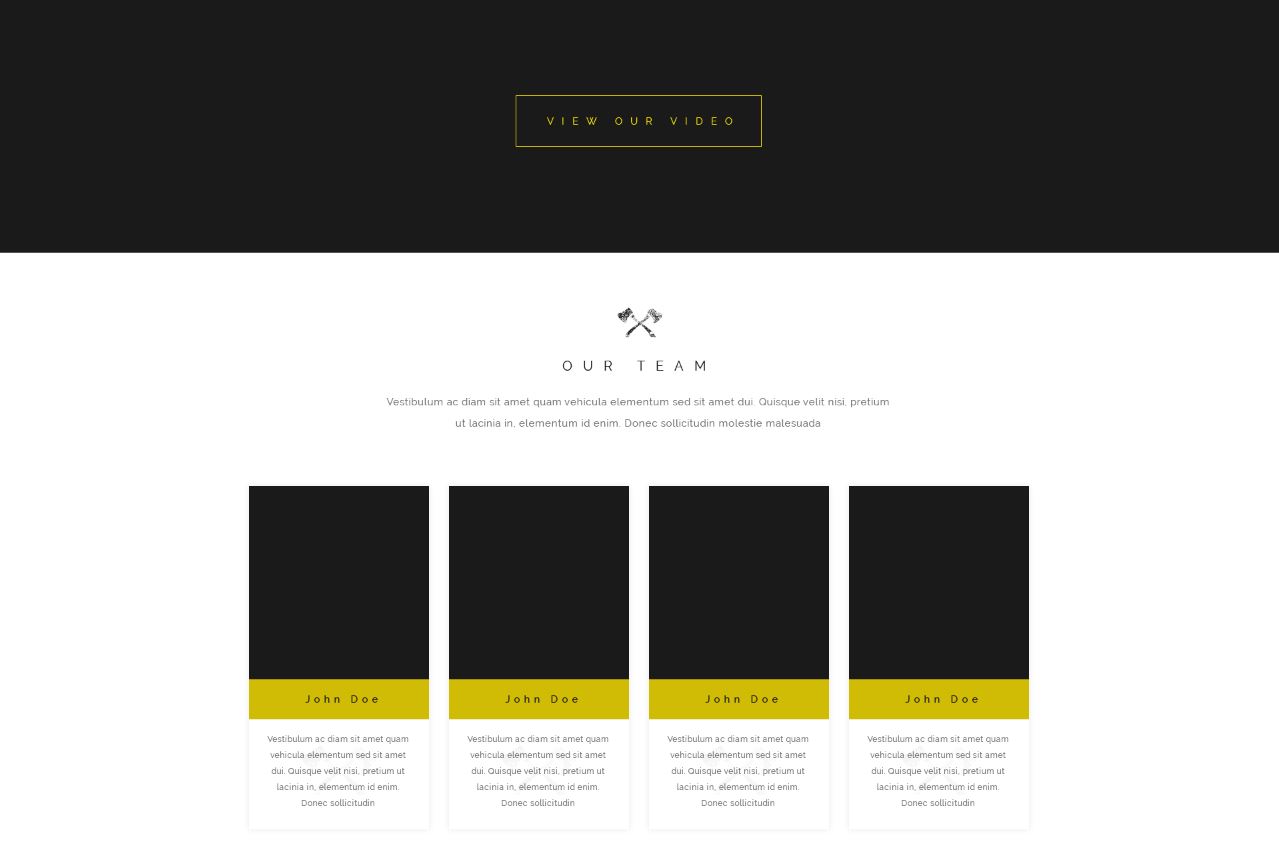 VIEW OUR VIDEO
OUR TEAM
Vestibulum ac diam sit amet quam vehicula elementum sed sit amet dui. Quisque velit nisi, pretium
ut lacinia in, elementum id enim. Donec sollicitudin molestie malesuada
John Doe
Vestibulum ac diam sit amet quam
vehicula elementum sed sit amet
dui. Quisque velit nisi, pretium ut
lacinia in, elementum id enim.
Donec sollicitudin
John Doe
Vestibulum ac diam sit amet quam
vehicula elementum sed sit amet
dui. Quisque velit nisi, pretium ut
lacinia in, elementum id enim.
Donec sollicitudin
John Doe
Vestibulum ac diam sit amet quam
vehicula elementum sed sit amet
dui. Quisque velit nisi, pretium ut
lacinia in, elementum id enim.
Donec sollicitudin
John Doe
Vestibulum ac diam sit amet quam
vehicula elementum sed sit amet
dui. Quisque velit nisi, pretium ut
lacinia in, elementum id enim.
Donec sollicitudin